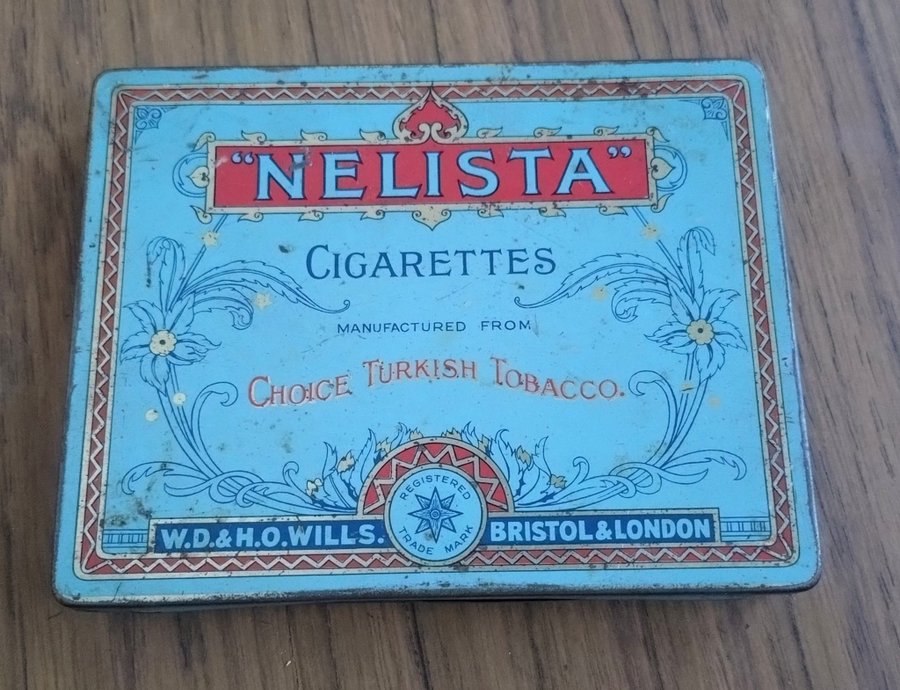 "NELISTA"
CIGARETTES
MANUFACTURED FROM
CHOICE TURKISH TOBACCO.
REGISTERED
TRADE MARK
W.D.&H.O.WILLS. BRISTOL&LONDON